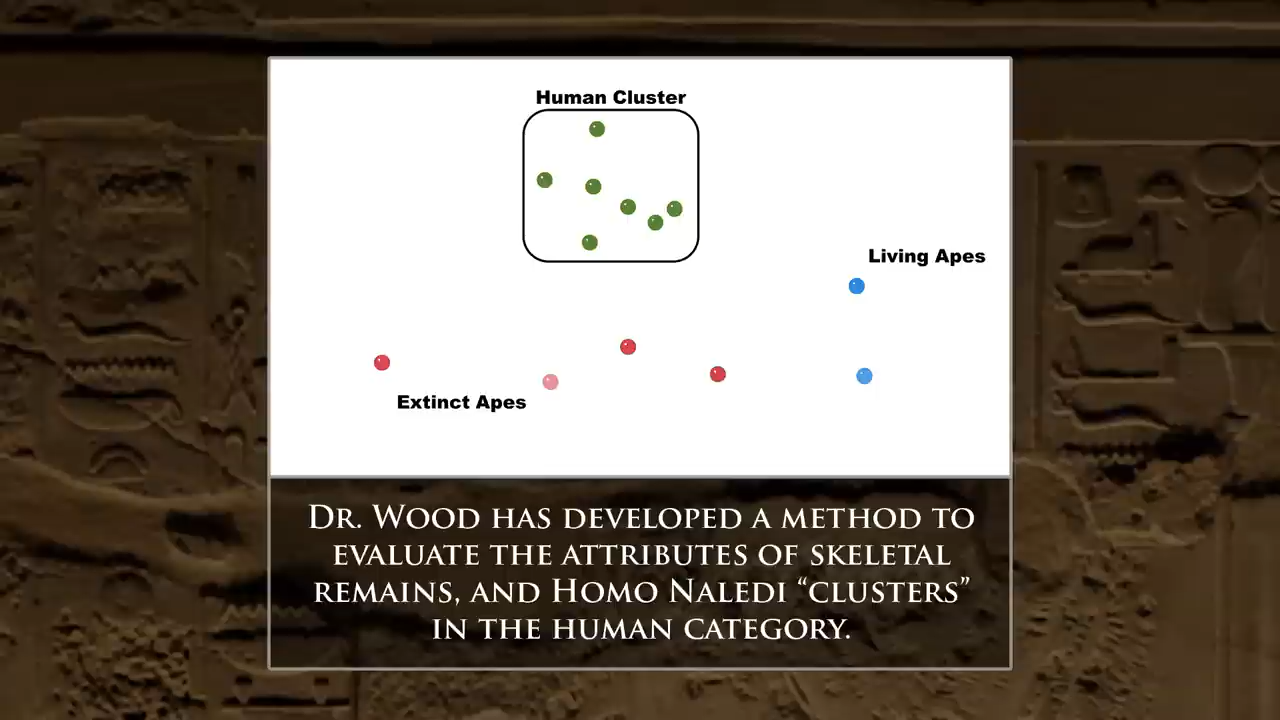 Human Cluster
Living Apes
Extinct Apes
Dr. Wood has developed a method to
evaluate the attributes of skeletal
remains, and Homo Naledi “clusters”
in the human category.